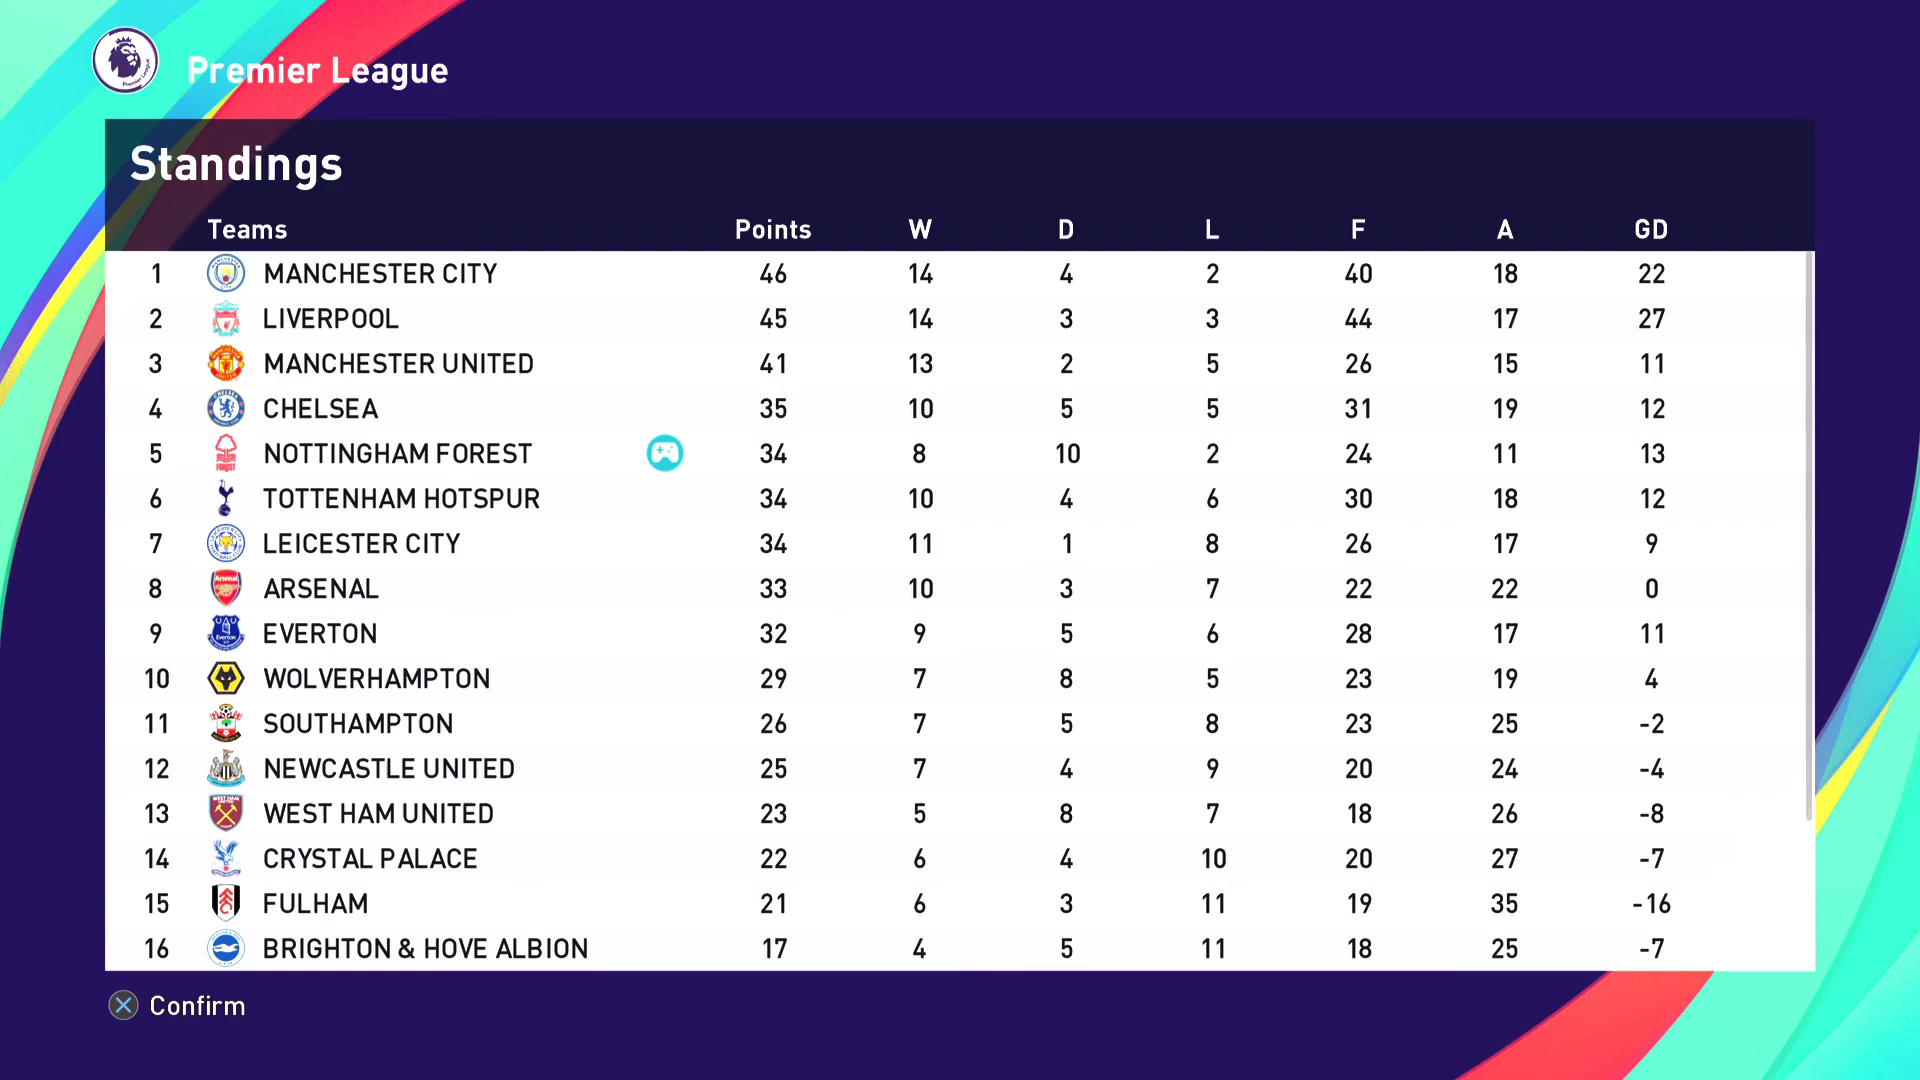 Premier League
Standings
Teams Points W D L F A GD
1 MANCHESTER CITY 46 14 4 2 40 18 22
2 LIVERPOOL 45 14 3 3 44 17 27
3 MANCHESTER UNITED 41 13 2 5 26 15 11
4 CHELSEA 35 10 5 5 31 19 12
5 NOTTINGHAM FOREST 34 8 10 2 24 11 13
6 TOTTENHAM HOTSPUR 34 10 4 6 30 18 12
7 LEICESTER CITY 34 11 1 8 26 17 9
8 ARSENAL 33 10 3 7 22 22 0
9 EVERTON 32 9 5 6 28 17 11
10 WOLVERHAMPTON 29 7 8 5 23 19 4
11 SOUTHAMPTON 26 7 5 8 23 25 -2
12 NEWCASTLE UNITED 25 7 4 9 20 24 -4
13 WEST HAM UNITED 23 5 8 7 18 26 -8
14 CRYSTAL PALACE 22 6 4 10 20 27 -7
15 FULHAM 21 6 3 11 19 35 -16
16 BRIGHTON & HOVE ALBION 17 4 5 11 18 25 -7
Confirm